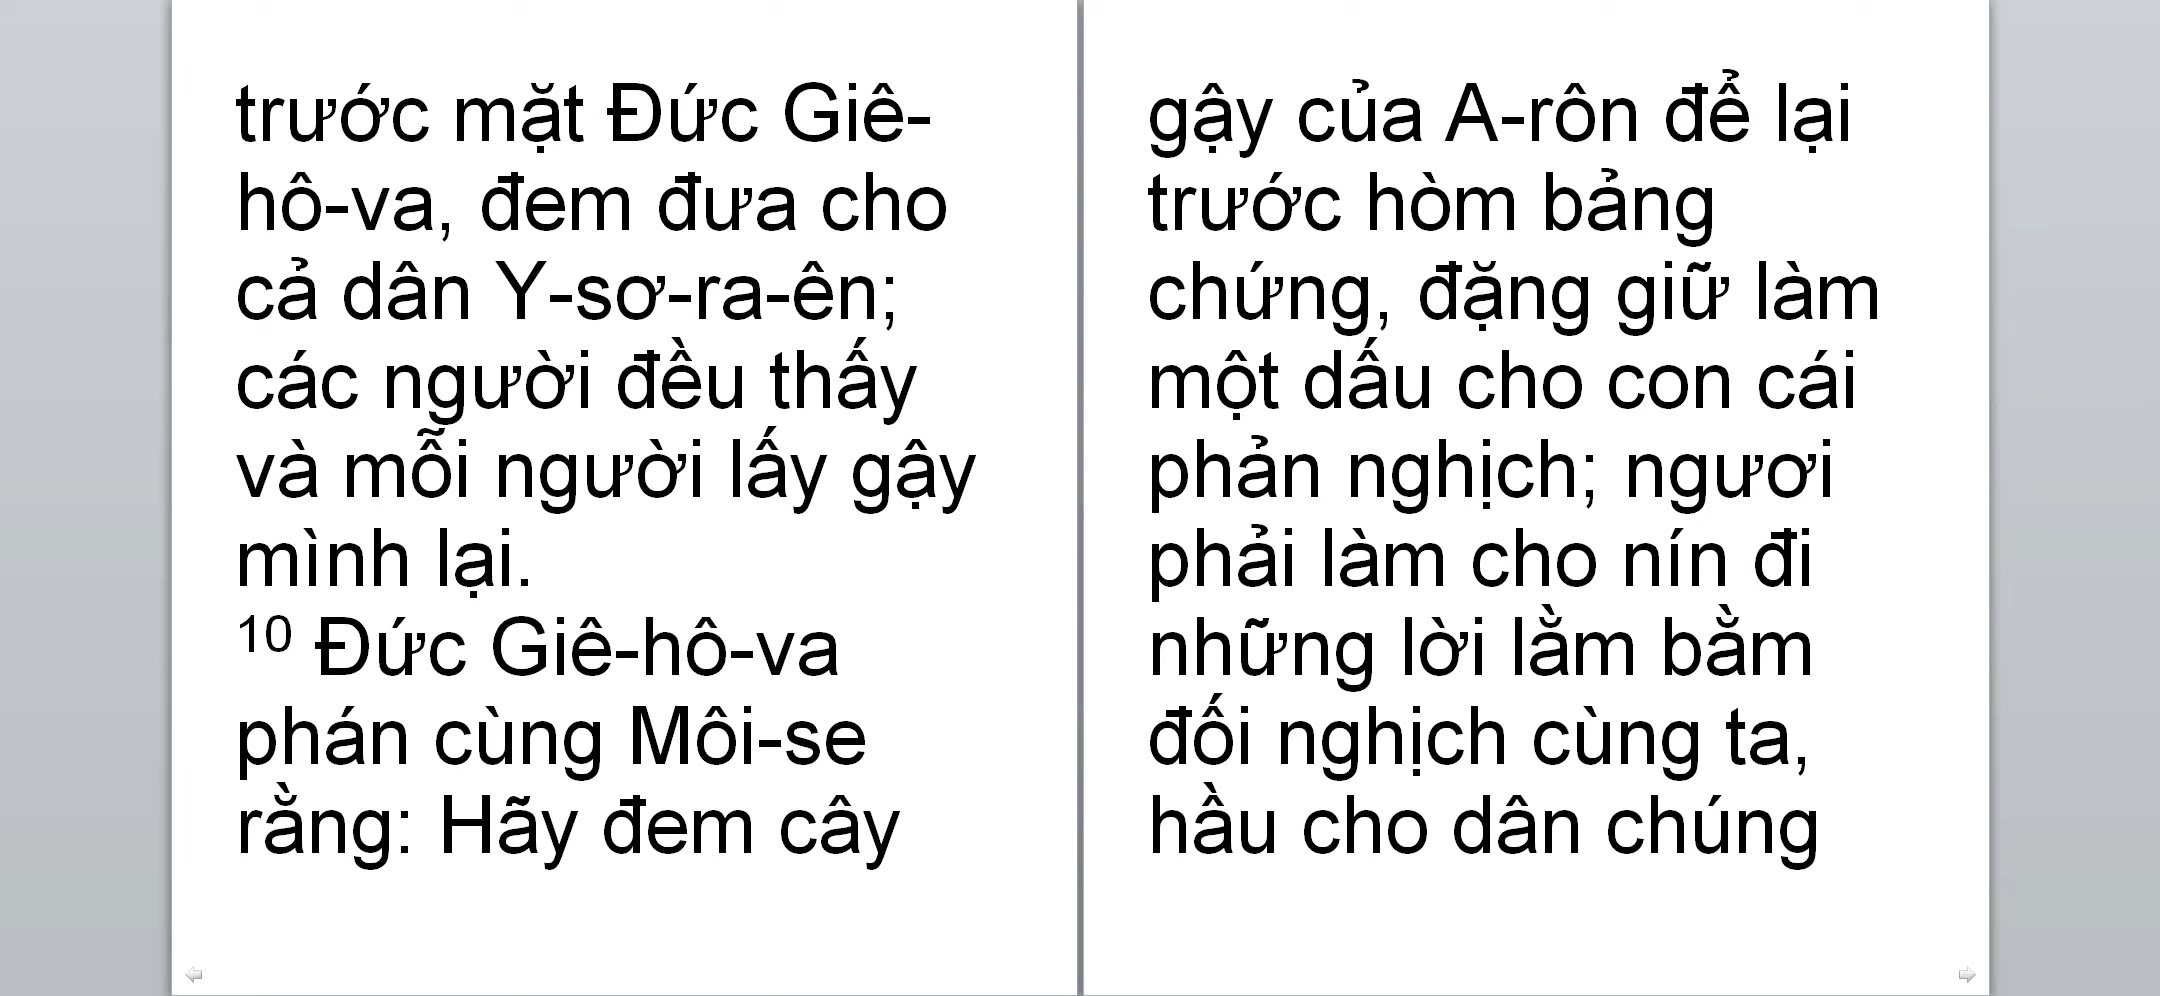 trước mặt Đức Giê-
hô-va, đem đưa cho
cả dân Y-sơ-ra-ên;
các người đều thấy
và mỗi người lấy gậy
mình lại.
10 Đức Giê-hô-va
phán cùng Môi-se
rằng: Hãy đem cây
gậy của A-rôn để lại
trước hòm bảng
chứng, đặng giữ làm
một dấu cho con cái
phản nghịch; ngươi
phải làm cho nín đi
những lời lằm bằm
đối nghịch cùng ta,
hầu cho dân chúng